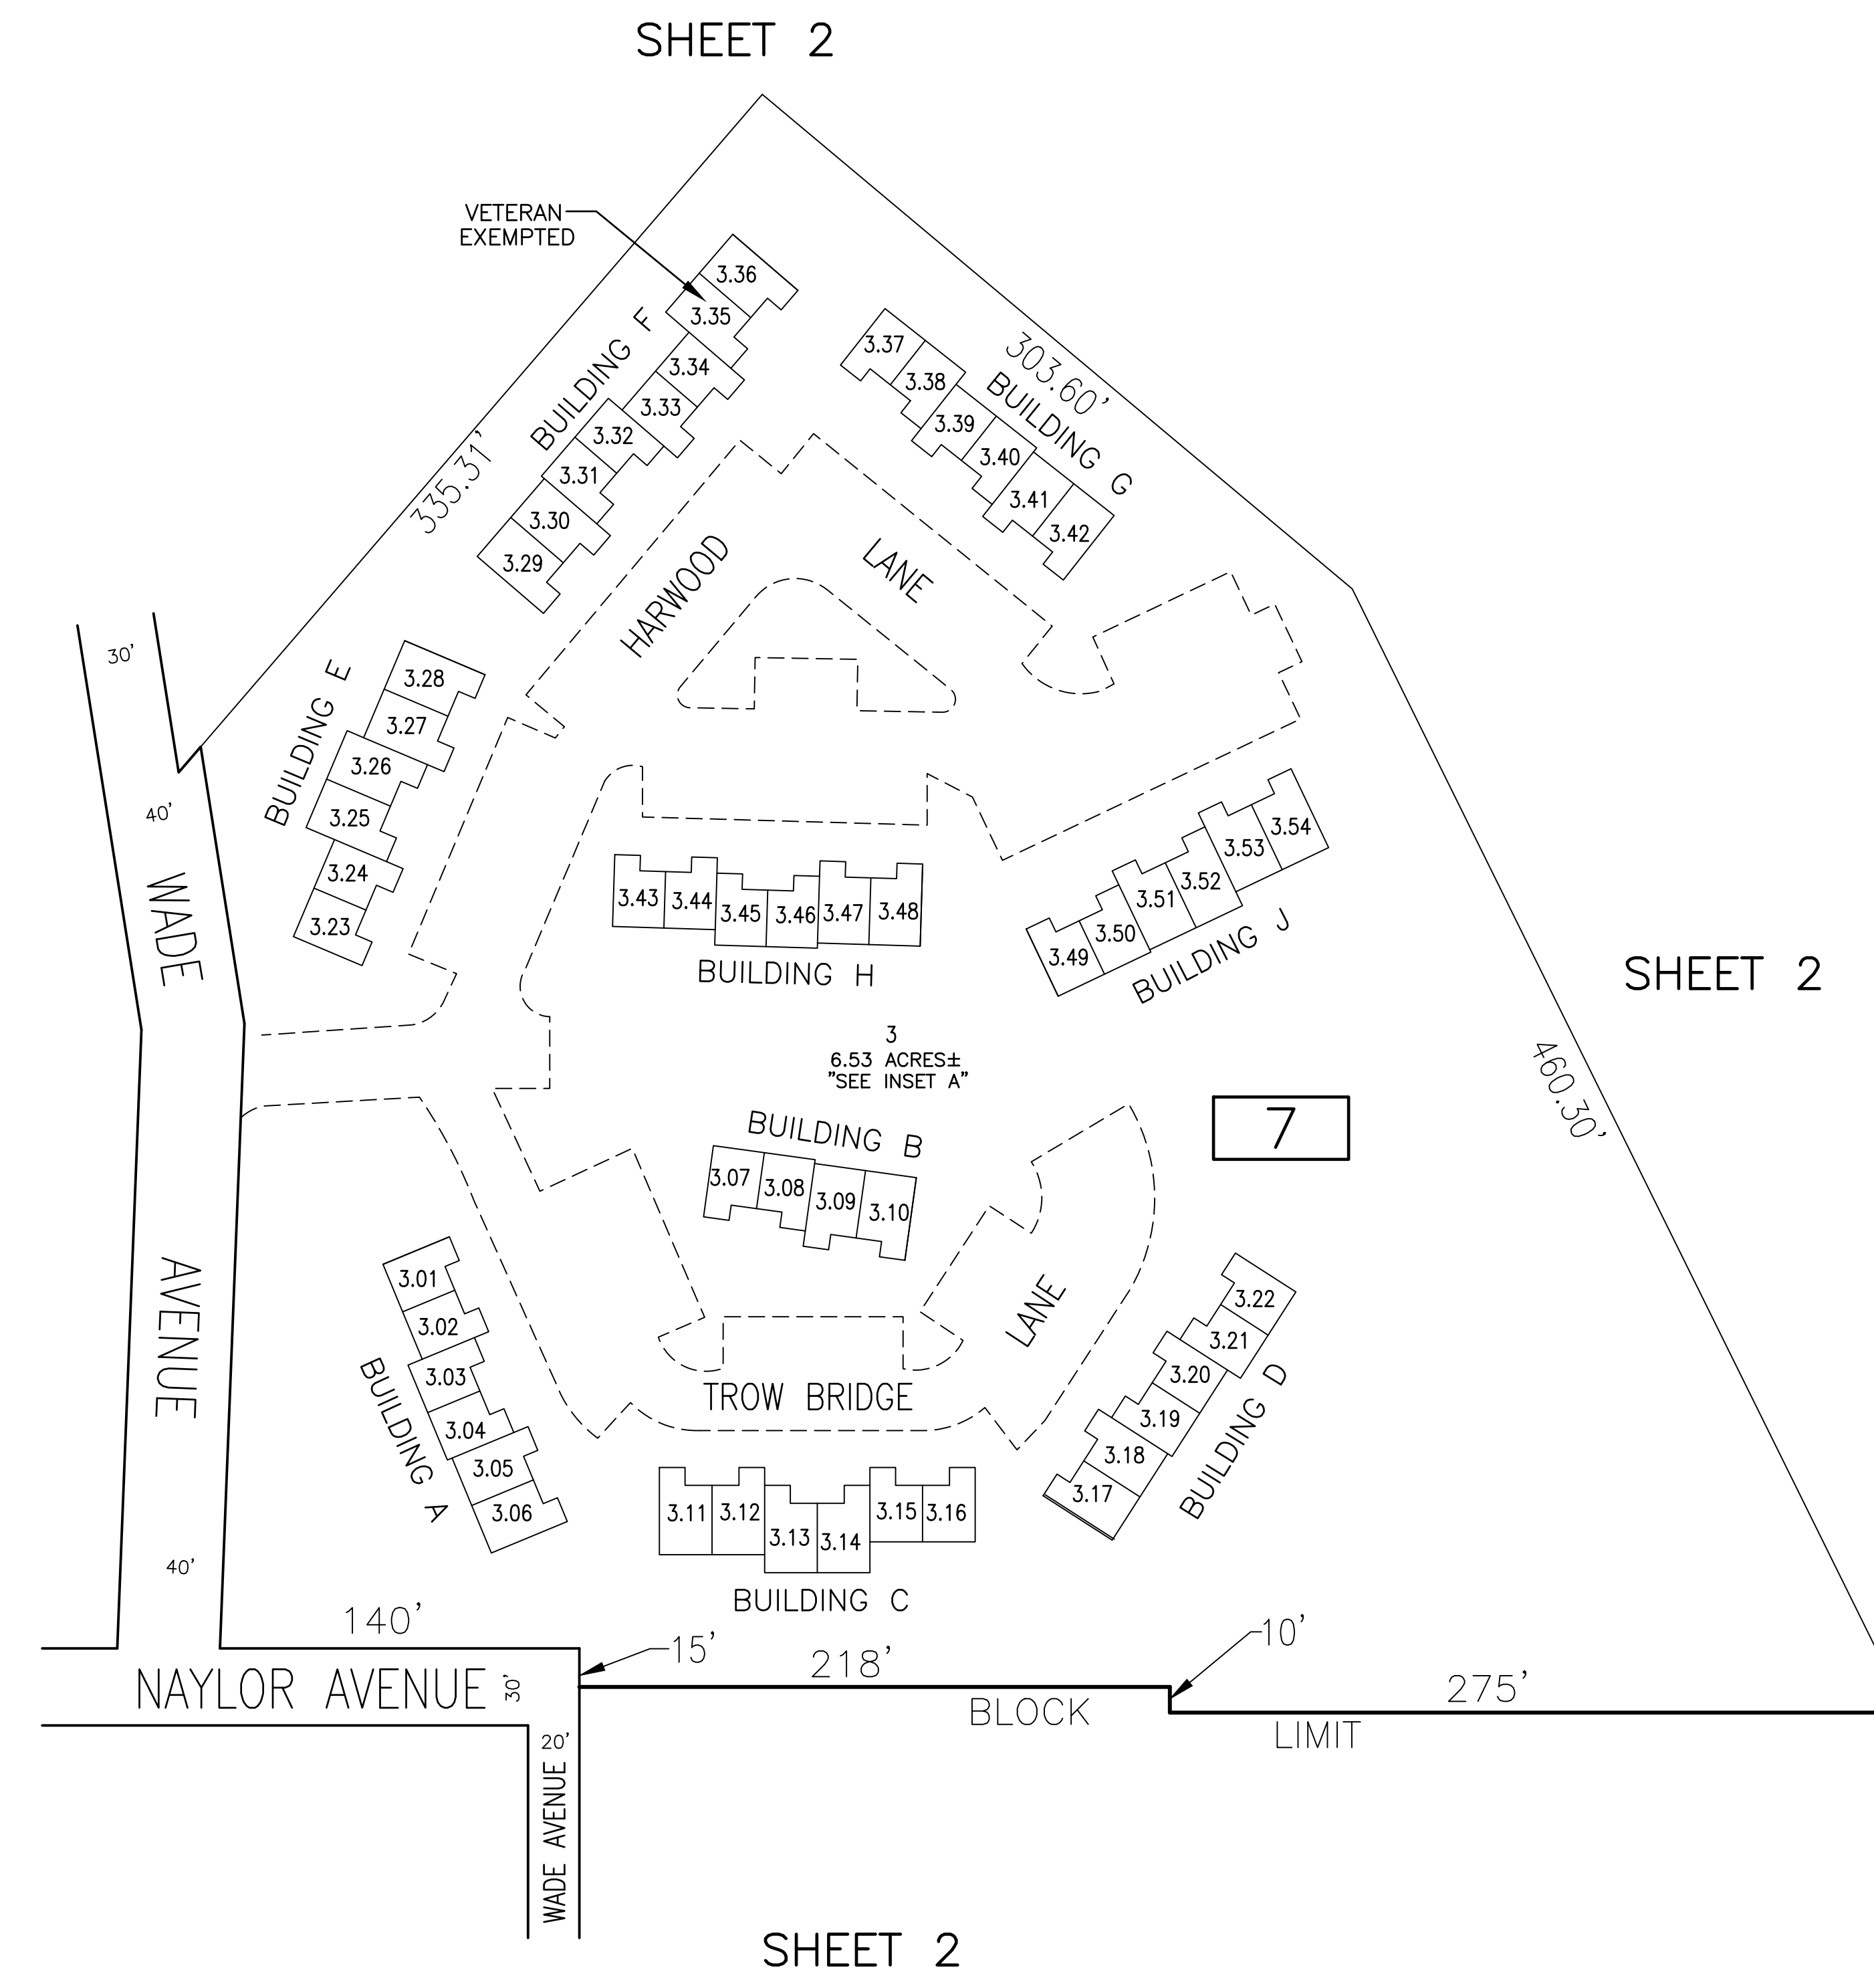 SHEET 2
VETERAN
EXEMPTED
3.36
3.35
3.34
3.33
3.32
3.31
3.30
3.29
BUILDING F
335.31'
303.60'
3.37
3.38
3.39
3.40
3.41
3.42
BUILDING G
HARWOOD
LANE
30'
40'
WADE
AVENUE
40'
BUILDING E
3.28
3.27
3.26
3.25
3.24
3.23
3.43
3.44
3.45
3.46
3.47
3.48
BUILDING H
3.54
3.53
3.52
3.51
3.50
3.49
BUILDING J
SHEET 2
460.30'
3
6.53 ACRES±
"SEE INSET A"
7
BUILDING B
3.07
3.08
3.09
3.10
3.01
3.02
3.03
3.04
3.05
3.06
BUILDING A
LANE
TROW BRIDGE
3.22
3.21
3.20
3.19
3.18
3.17
BUILDING D
3.11
3.12
3.13
3.14
3.15
3.16
BUILDING C
140'
15'
218'
10'
275'
NAYLOR AVENUE
30'
BLOCK
LIMIT
20'
WADE AVENUE
SHEET 2